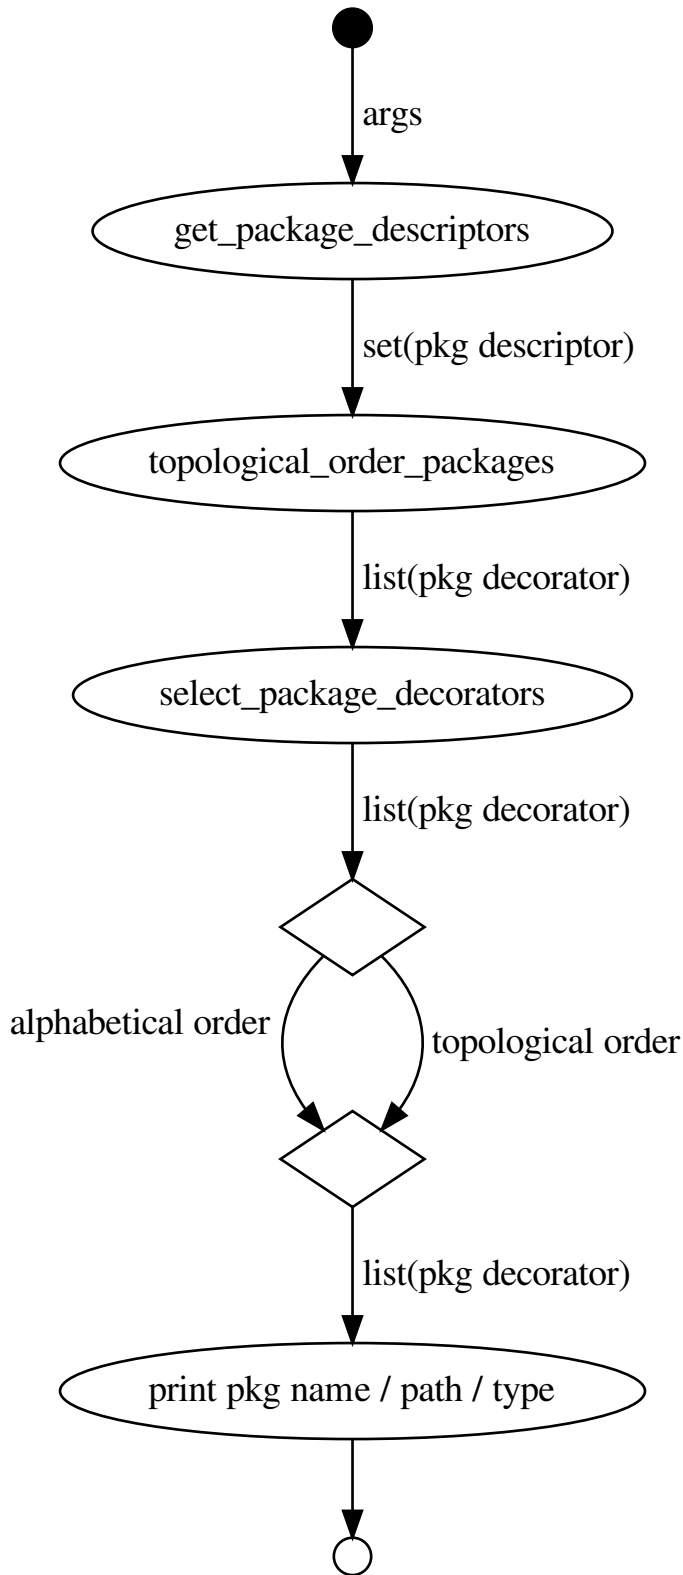 args
get_package_descriptors
set(pkg descriptor)
topological_order_packages
list(pkg decorator)
select_package_decorators
list(pkg decorator)
alphabetical order
topological order
list(pkg decorator)
print pkg name / path / type